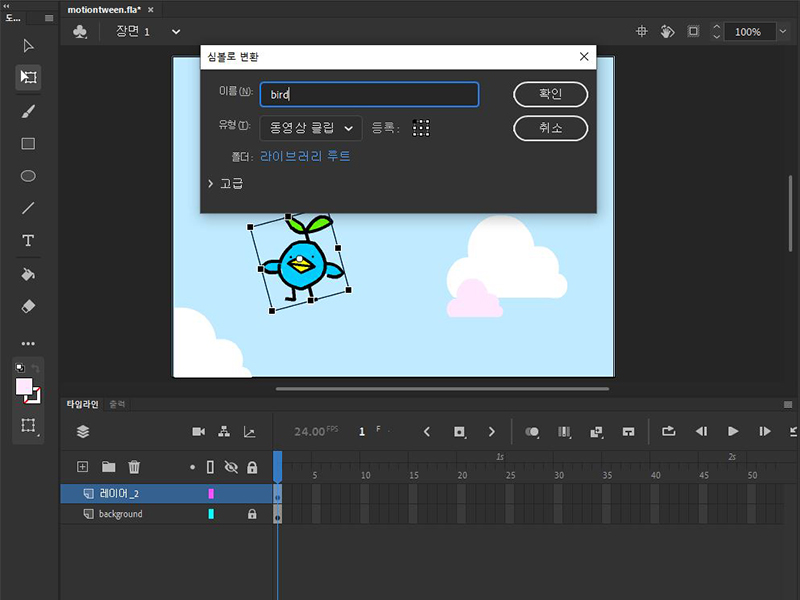 도...
motiontween.fla*
장면 1
100%
심볼로 변환
이름(N):
bird
확인
유형(T):
동영상 클립
등록:
취소
폴더:
라이브러리 루트
고급
T
타임라인
출력
24.00 FPS
1 F
1s
2s
5 10 15 20 25 30 35 40 45 50
레이어_2
background